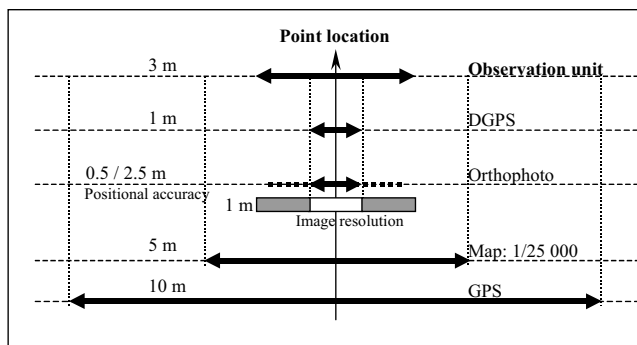 Point location
3 m
Observation unit
1 m
DGPS
0.5 / 2.5 m
Orthophoto
Positional accuracy
1 m
Image resolution
5 m
Map: 1/25 000
10 m
GPS